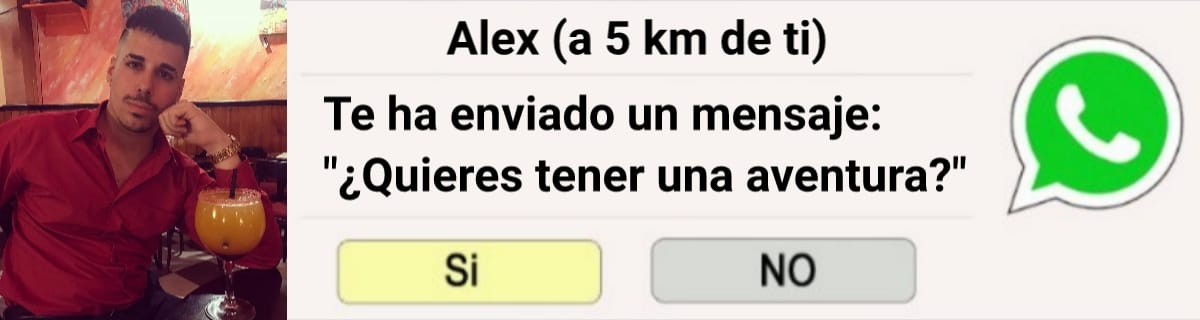 Alex (a 5 km de ti)
Te ha enviado un mensaje:
"¿Quieres tener una aventura?"
Si
NO